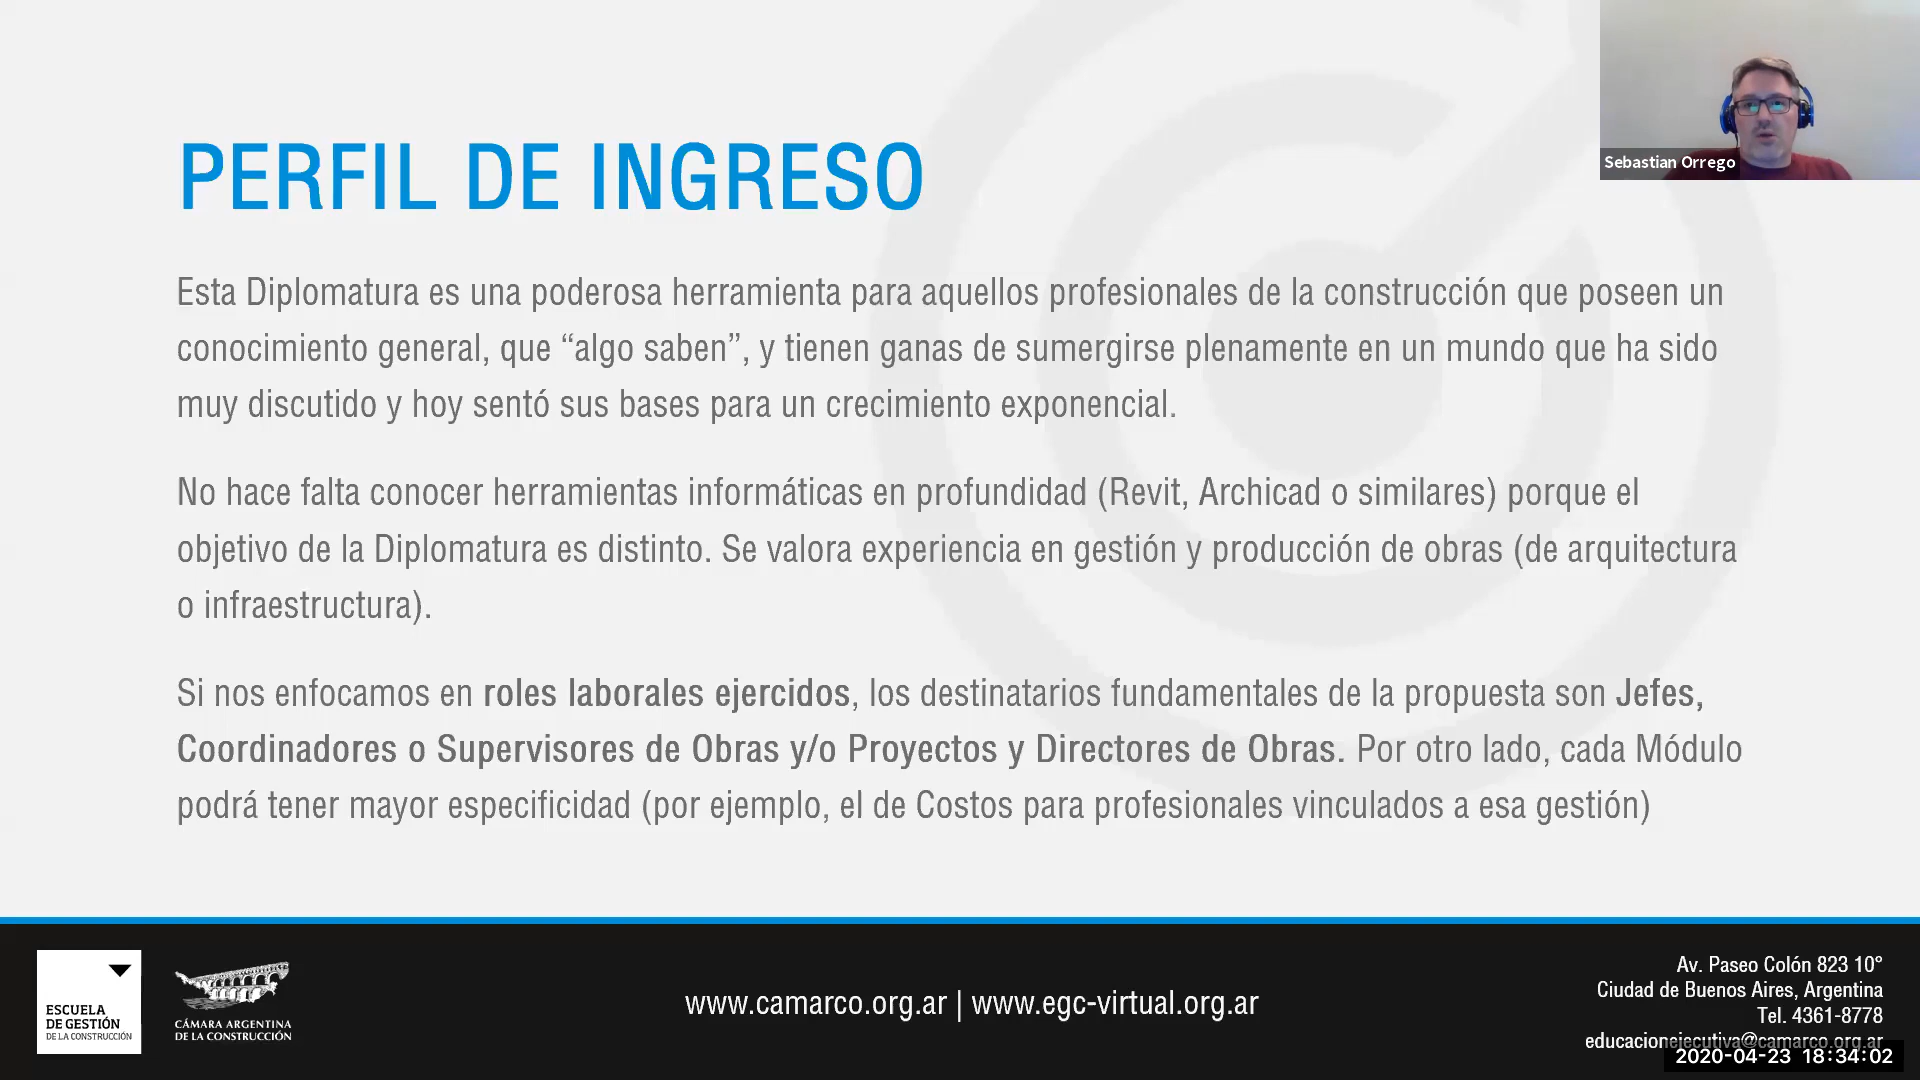 Sebastian Orrego
PERFIL DE INGRESO
Esta Diplomatura es una poderosa herramienta para aquellos profesionales de la construcción que poseen un
conocimiento general, que “algo saben”, y tienen ganas de sumergirse plenamente en un mundo que ha sido
muy discutido y hoy sentó sus bases para un crecimiento exponencial.
No hace falta conocer herramientas informáticas en profundidad (Revit, Archicad o similares) porque el
objetivo de la Diplomatura es distinto. Se valora experiencia en gestión y producción de obras (de arquitectura
o infraestructura).
Si nos enfocamos en roles laborales ejercidos, los destinatarios fundamentales de la propuesta son Jefes,
Coordinadores o Supervisores de Obras y/o Proyectos y Directores de Obras. Por otro lado, cada Módulo
podrá tener mayor especificidad (por ejemplo, el de Costos para profesionales vinculados a esa gestión)
ESCUELA
DE GESTIÓN
DE LA CONSTRUCCIÓN
CÁMARA ARGENTINA
DE LA CONSTRUCCIÓN
www.camarco.org.ar | www.egc-virtual.org.ar
Av. Paseo Colón 823 10°
Ciudad de Buenos Aires, Argentina
Tel. 4361-8778
educacionejecutiva@camarco.org.ar
2020-04-23 18:34:02